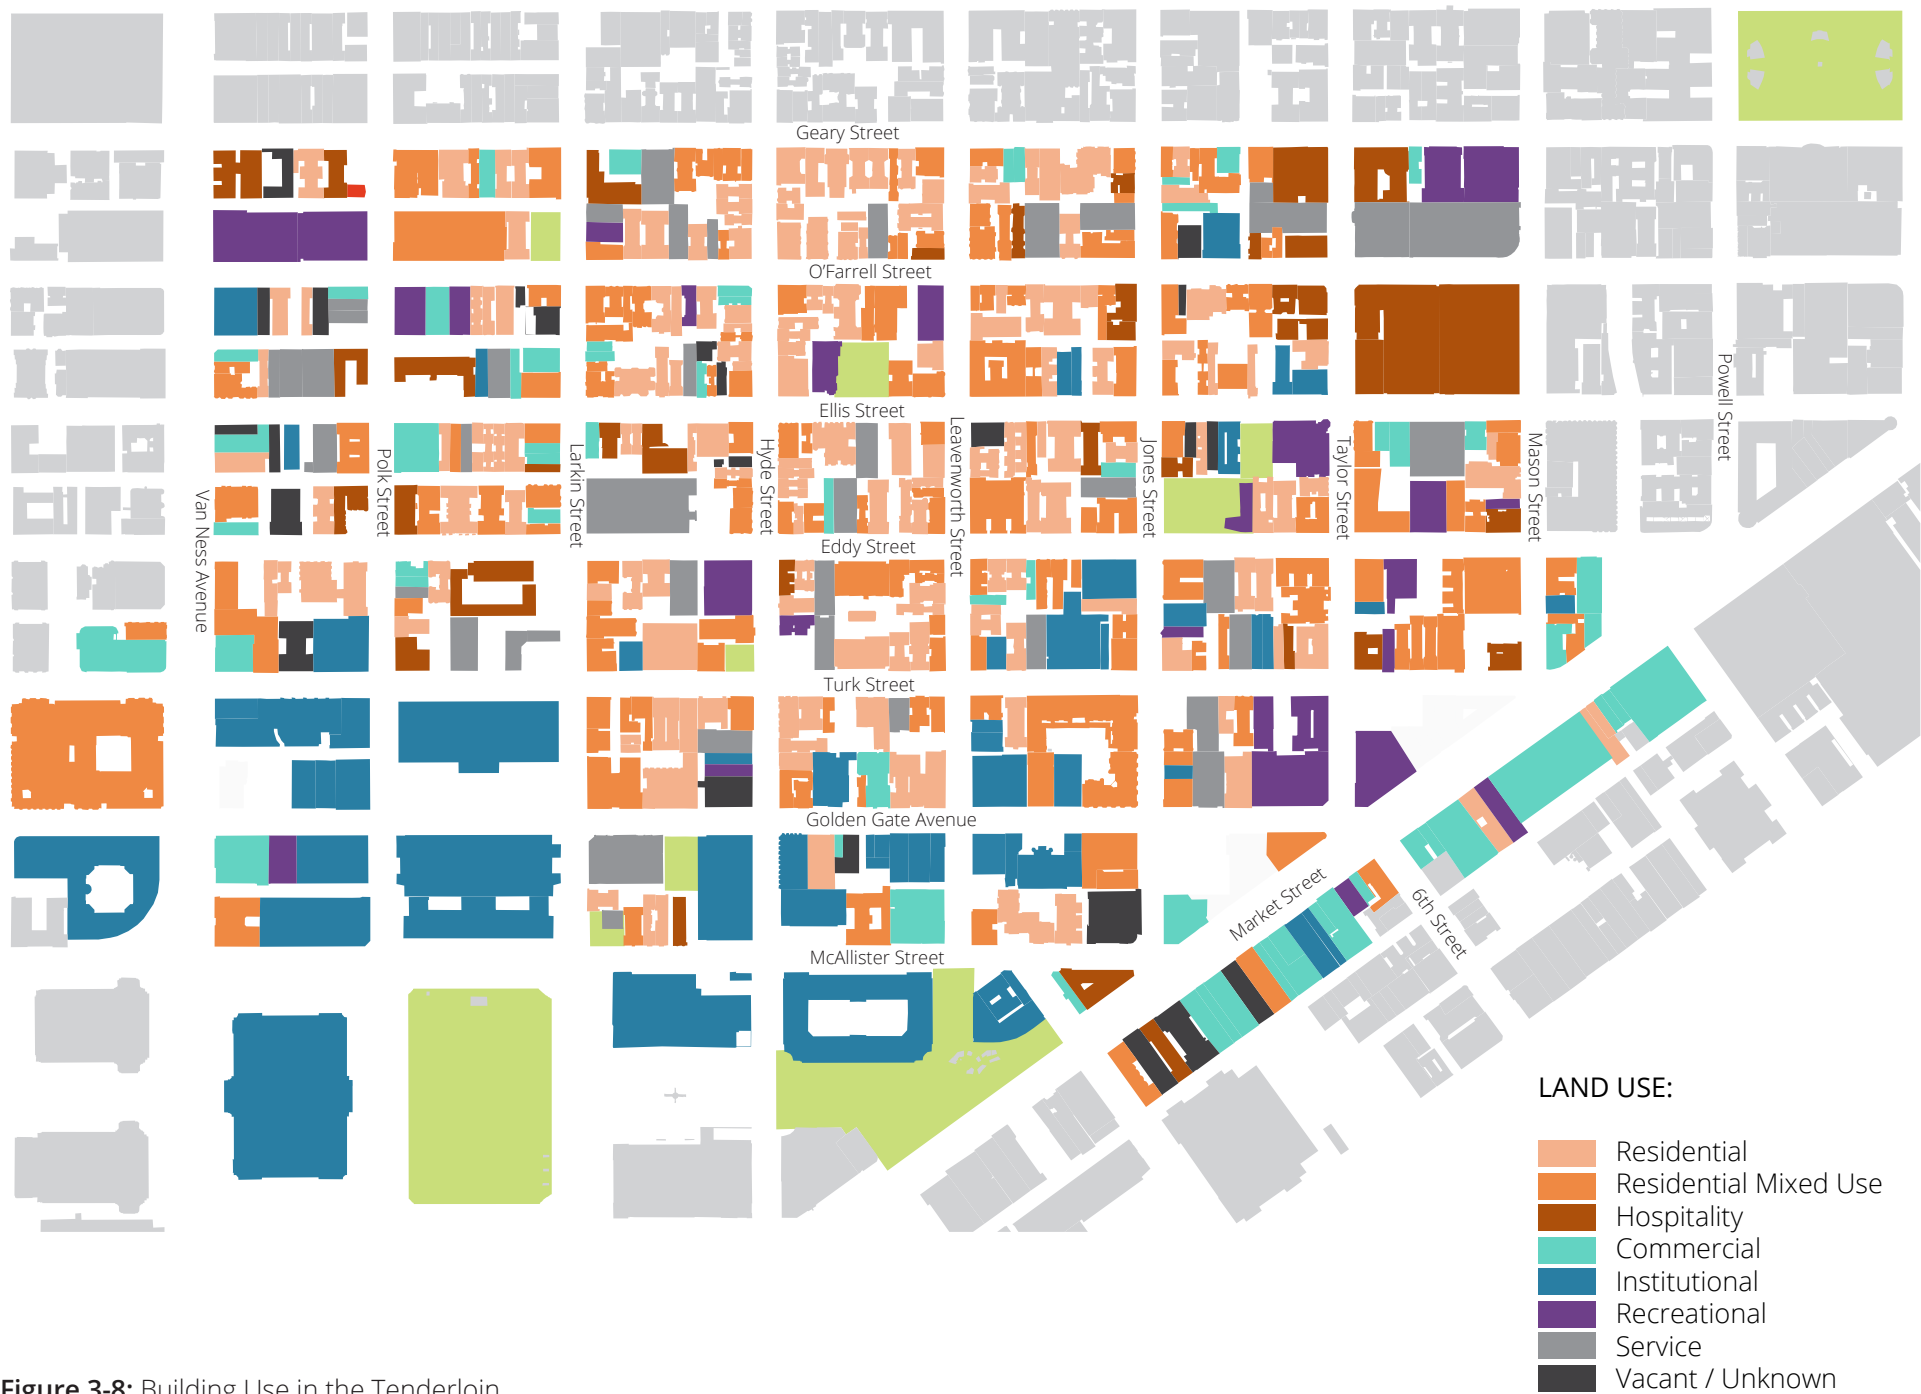 Geary Street
O'Farrell Street
Ellis Street
Powell Street
Van Ness Avenue
Polk Street
Larkin Street
Hyde Street
Leavenworth Street
Jones Street
Taylor Street
Mason Street
Eddy Street
Turk Street
Golden Gate Avenue
Market Street
6th Street
McAllister Street
LAND USE:
Residential
Residential Mixed Use
Hospitality
Commercial
Institutional
Recreational
Service
Vacant / Unknown
Figure 3-8: Building Use in the Tenderloin